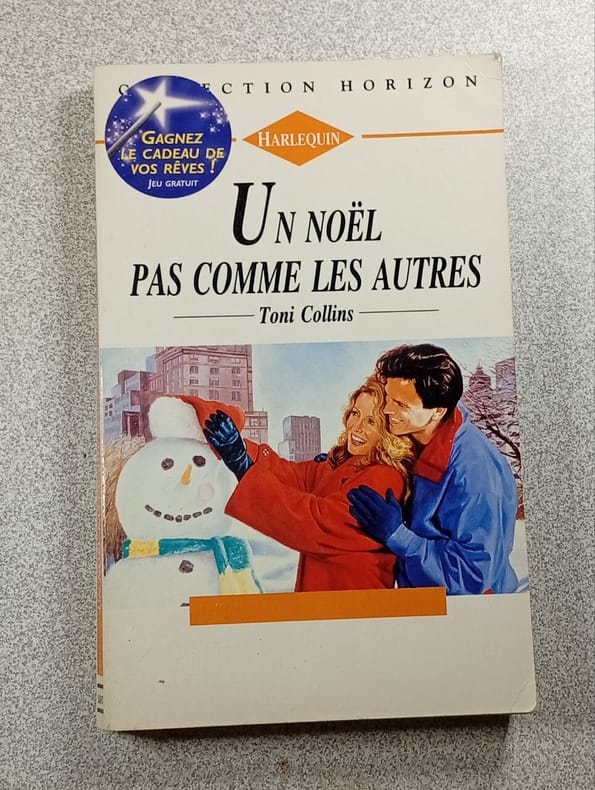 COLLECTION HORIZON
GAGNEZ
LE CADEAU DE
VOS RÊVES !
JEU GRATUIT
HARLEQUIN
UN NOËL
PAS COMME LES AUTRES
Toni Collins